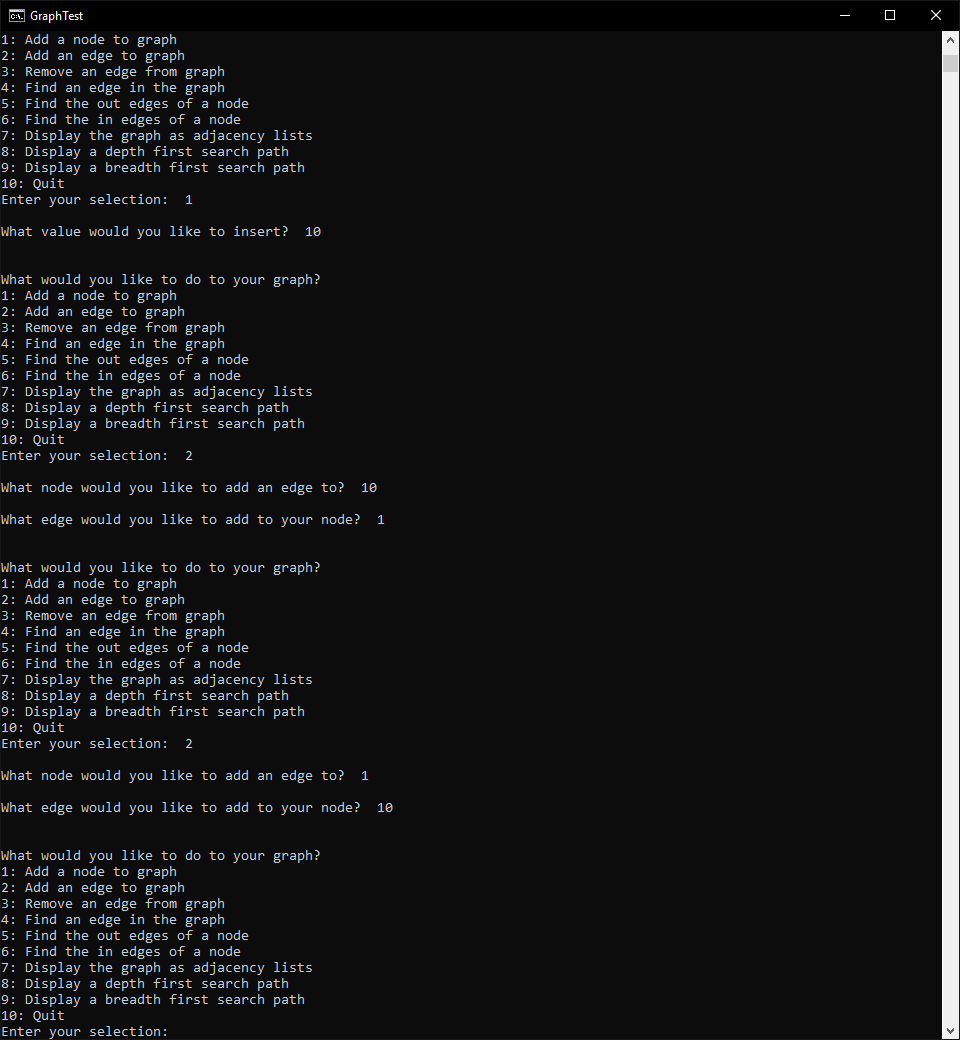 GraphTest
1: Add a node to graph
2: Add an edge to graph
3: Remove an edge from graph
4: Find an edge in the graph
5: Find the out edges of a node
6: Find the in edges of a node
7: Display the graph as adjacency lists
8: Display a depth first search path
9: Display a breadth first search path
10: Quit
Enter your selection:  1
What value would you like to insert?  10
What would you like to do to your graph?
1: Add a node to graph
2: Add an edge to graph
3: Remove an edge from graph
4: Find an edge in the graph
5: Find the out edges of a node
6: Find the in edges of a node
7: Display the graph as adjacency lists
8: Display a depth first search path
9: Display a breadth first search path
10: Quit
Enter your selection:  2
What node would you like to add an edge to?  10
What edge would you like to add to your node?  1
What would you like to do to your graph?
1: Add a node to graph
2: Add an edge to graph
3: Remove an edge from graph
4: Find an edge in the graph
5: Find the out edges of a node
6: Find the in edges of a node
7: Display the graph as adjacency lists
8: Display a depth first search path
9: Display a breadth first search path
10: Quit
Enter your selection:  2
What node would you like to add an edge to?  1
What edge would you like to add to your node?  10
What would you like to do to your graph?
1: Add a node to graph
2: Add an edge to graph
3: Remove an edge from graph
4: Find an edge in the graph
5: Find the out edges of a node
6: Find the in edges of a node
7: Display the graph as adjacency lists
8: Display a depth first search path
9: Display a breadth first search path
10: Quit
Enter your selection: